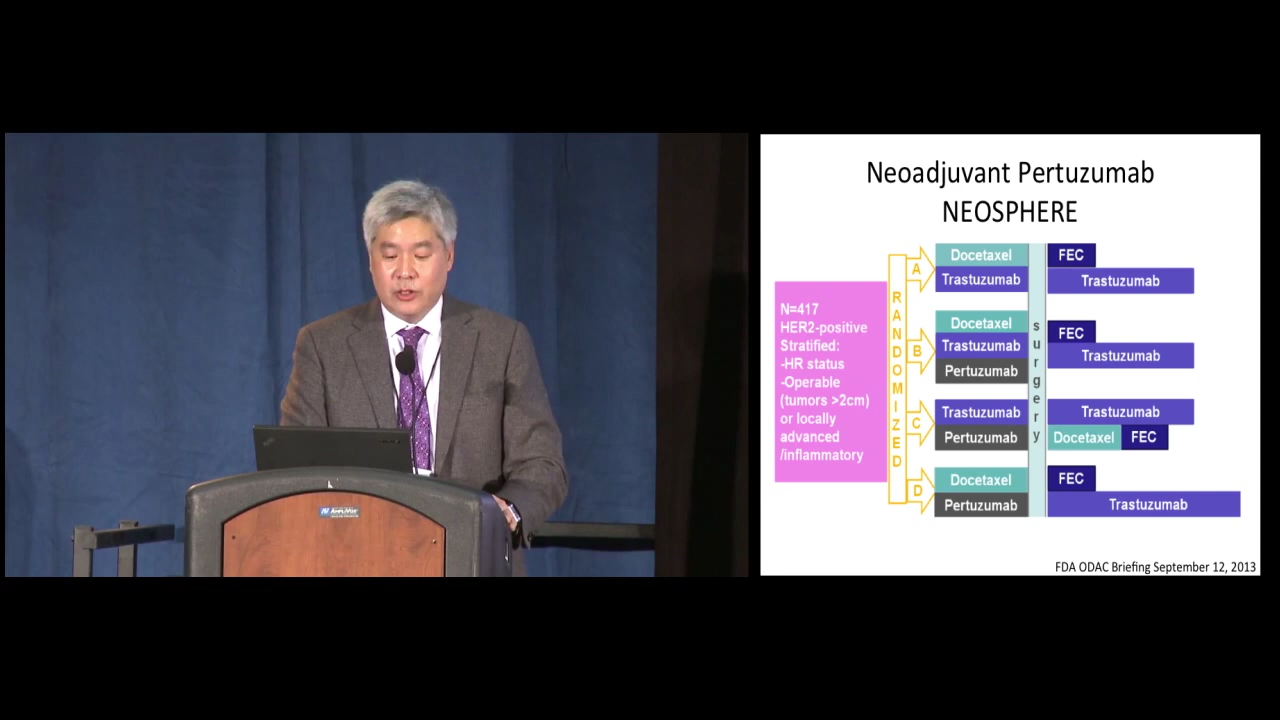 Neoadjuvant Pertuzumab
NEOSPHERE
N=417
HER2-positive
Stratified:
-HR status
-Operable
(tumors >2cm)
or locally
advanced
/inflammatory
RANDOMIZED
A
Docetaxel
Trastuzumab
FEC
Trastuzumab
B
Docetaxel
Trastuzumab
Pertuzumab
FEC
Trastuzumab
C
Trastuzumab
Pertuzumab
Trastuzumab
Docetaxel FEC
D
Docetaxel
Pertuzumab
FEC
Trastuzumab
surgery
FDA ODAC Briefing September 12, 2013